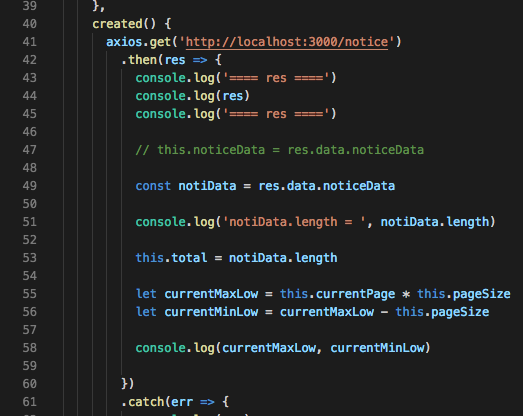 39 },
40 created() {
41 axios.get('http://localhost:3000/notice')
42 .then(res => {
43 console.log('==== res ====')
44 console.log(res)
45 console.log('==== res ====')
46
47 // this.noticeData = res.data.noticeData
48
49 const notiData = res.data.noticeData
50
51 console.log('notiData.length = ', notiData.length)
52
53 this.total = notiData.length
54
55 let currentMaxLow = this.currentPage * this.pageSize
56 let currentMinLow = currentMaxLow - this.pageSize
57
58 console.log(currentMaxLow, currentMinLow)
59
60 })
61 .catch(err => {